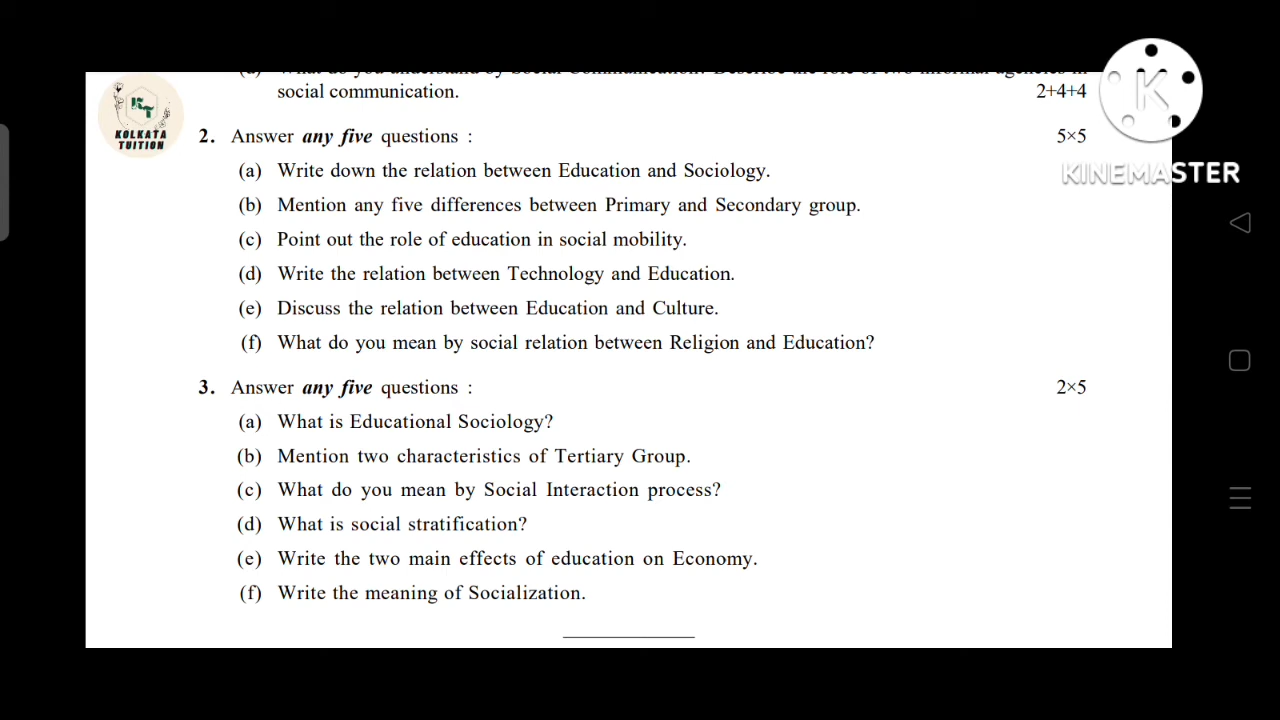 social communication. 2+4+4
KT
KOLKATA
TUITION
K
KINEMASTER
2. Answer any five questions : 5×5
(a) Write down the relation between Education and Sociology.
(b) Mention any five differences between Primary and Secondary group.
(c) Point out the role of education in social mobility.
(d) Write the relation between Technology and Education.
(e) Discuss the relation between Education and Culture.
(f) What do you mean by social relation between Religion and Education?
3. Answer any five questions : 2×5
(a) What is Educational Sociology?
(b) Mention two characteristics of Tertiary Group.
(c) What do you mean by Social Interaction process?
(d) What is social stratification?
(e) Write the two main effects of education on Economy.
(f) Write the meaning of Socialization.